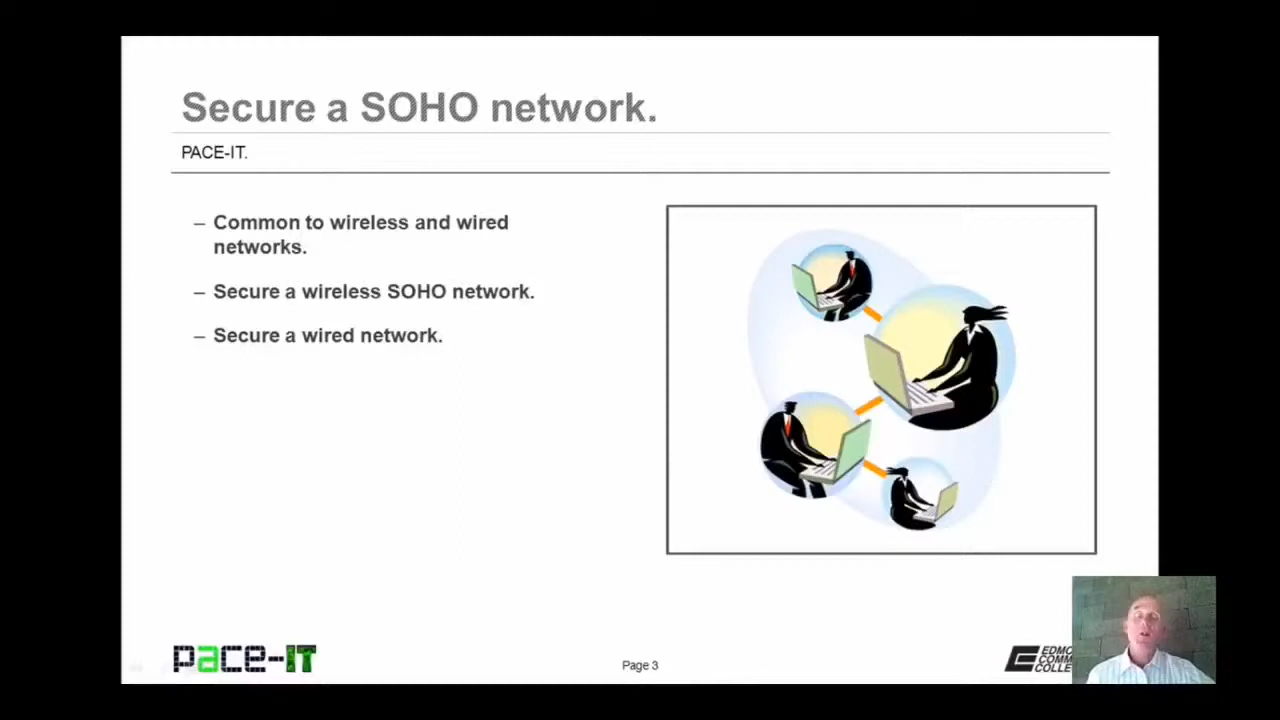 Secure a SOHO network.
PACE-IT.
– Common to wireless and wired
networks.
– Secure a wireless SOHO network.
– Secure a wired network.
pace-IT
Page 3